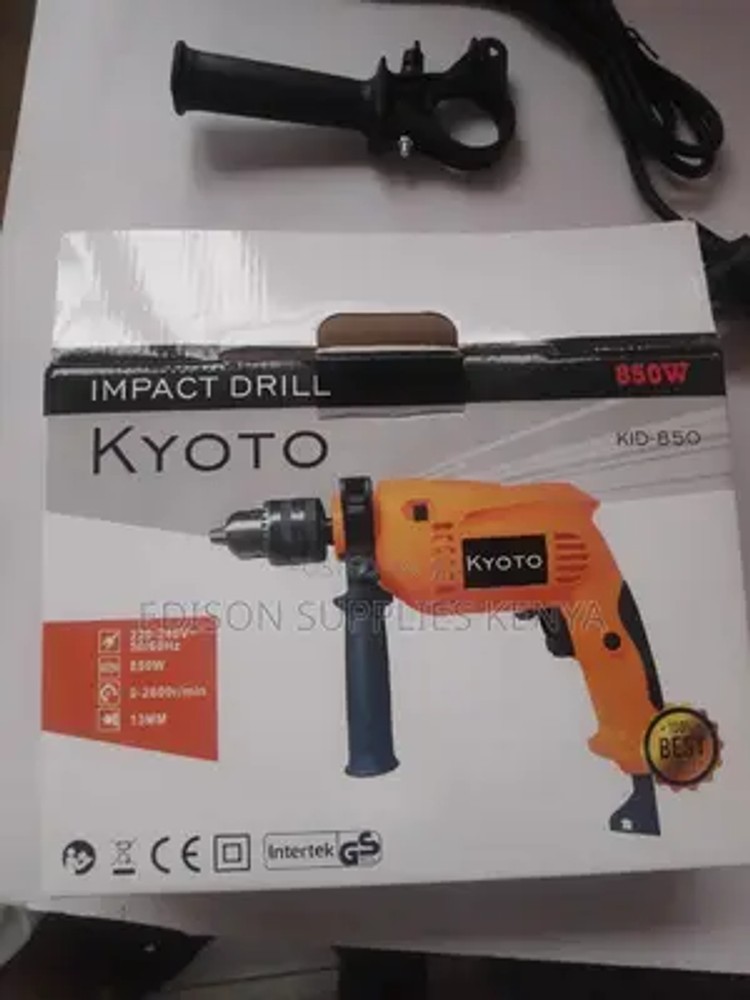 IMPACT DRILL
850W
KYOTO
KID-850
KYOTO
EDISON SUPPLIES KENYA
220-240V~
50/60Hz
850W
0-2800r/min
13MM
100%
BEST
CE
Intertek GS